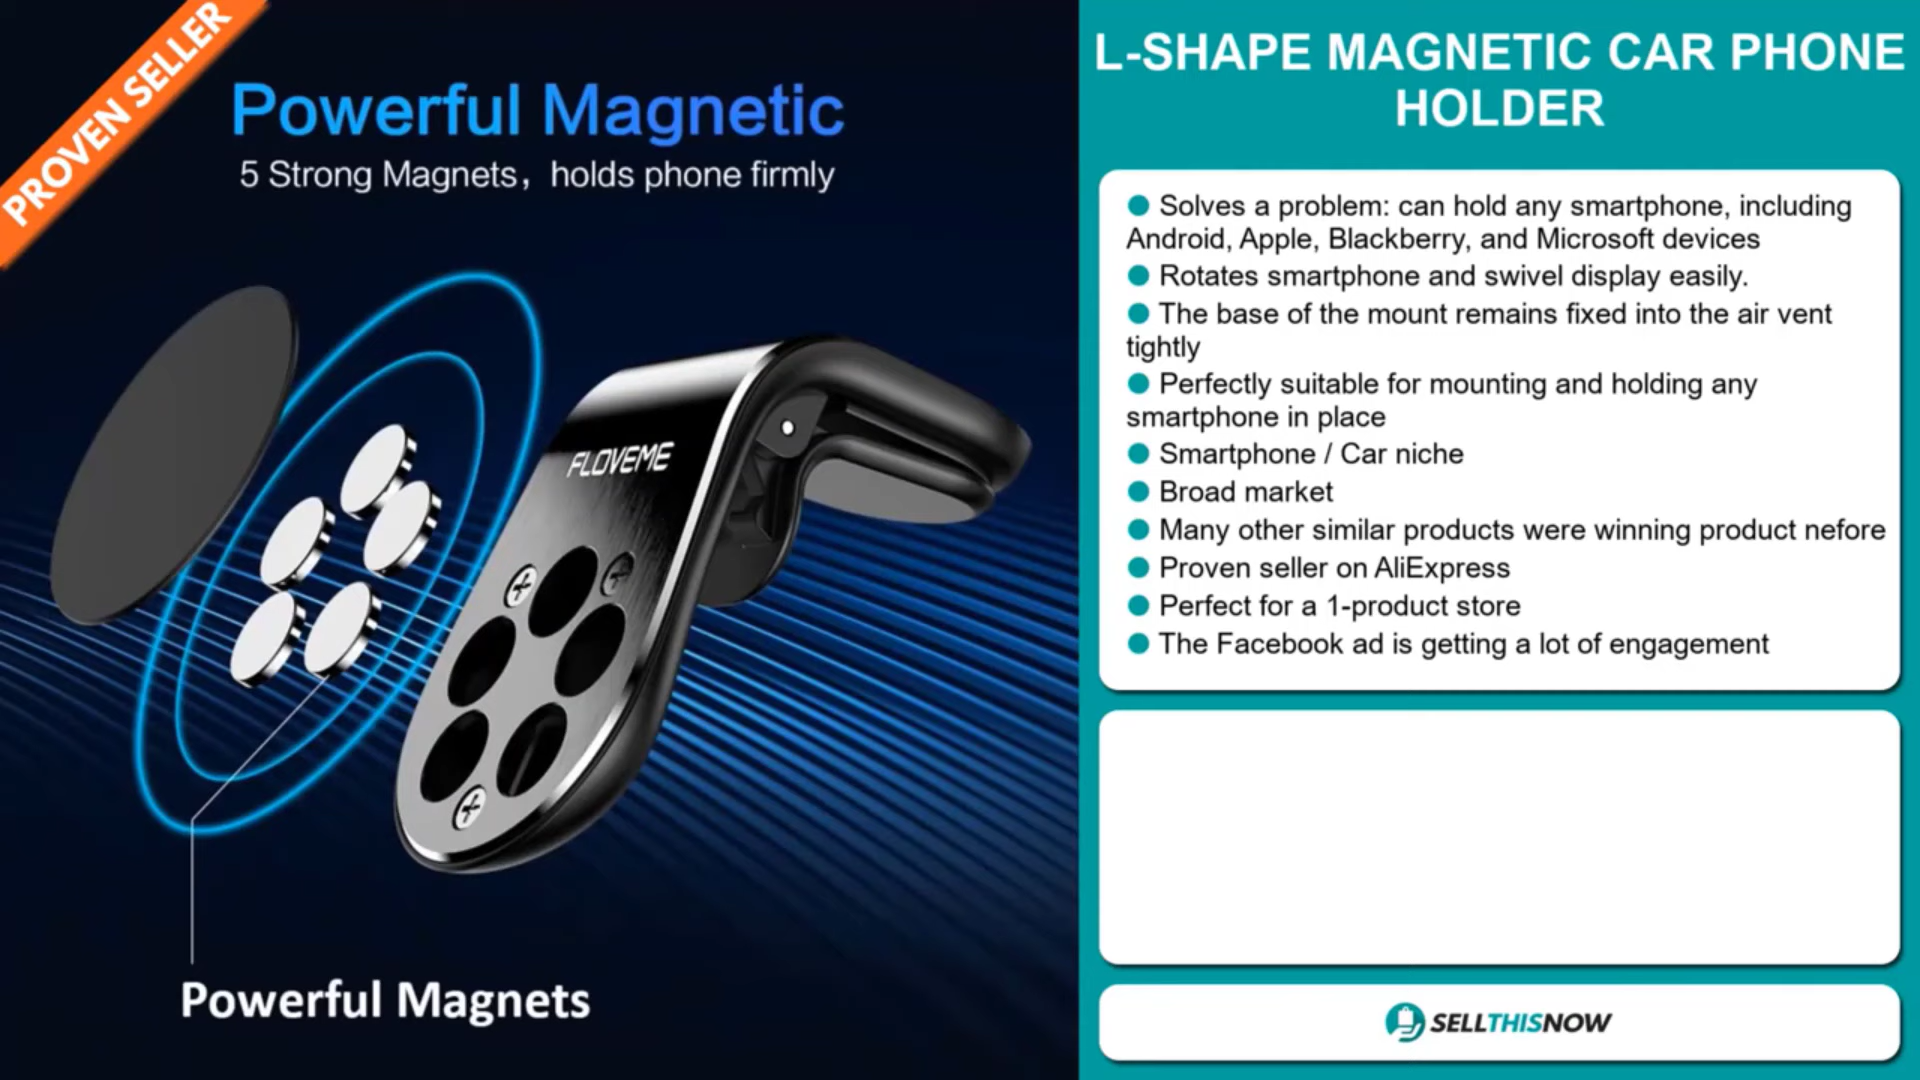 PROVEN SELLER
Powerful Magnetic
5 Strong Magnets, holds phone firmly
FLOVEME
Powerful Magnets
L-SHAPE MAGNETIC CAR PHONE
HOLDER
● Solves a problem: can hold any smartphone, including
Android, Apple, Blackberry, and Microsoft devices
● Rotates smartphone and swivel display easily.
● The base of the mount remains fixed into the air vent
tightly
● Perfectly suitable for mounting and holding any
smartphone in place
● Smartphone / Car niche
● Broad market
● Many other similar products were winning product nefore
● Proven seller on AliExpress
● Perfect for a 1-product store
● The Facebook ad is getting a lot of engagement
SELLTHISNOW